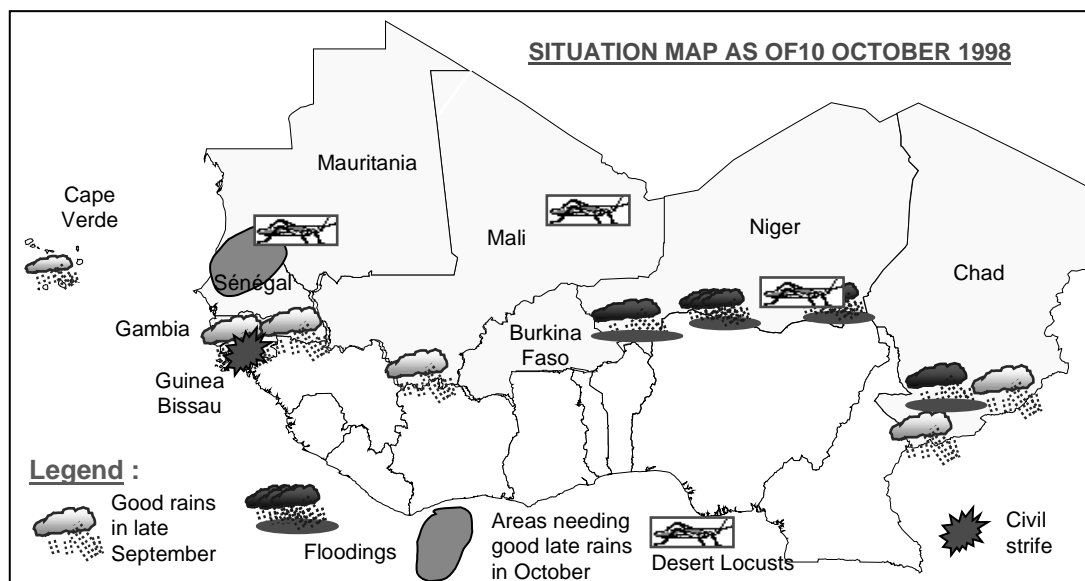 SITUATION MAP AS OF10 OCTOBER 1998
Mauritania
Cape
Verde
Mali
Niger
Chad
Sénégal
Gambia
Burkina
Faso
Guinea
Bissau
Legend :
Good rains
in late
September
Floodings
Areas needing
good late rains
in October
Desert Locusts
Civil
strife